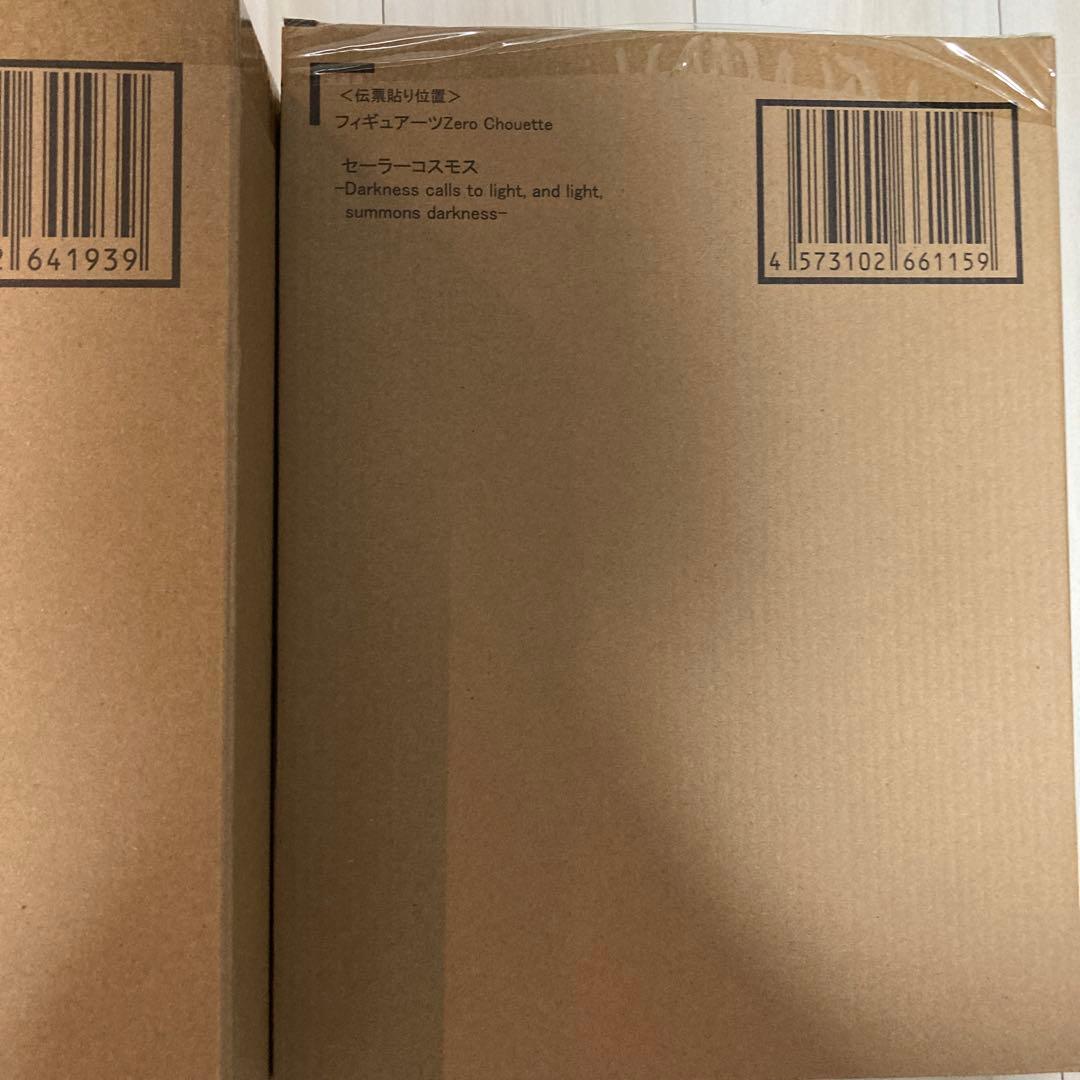 ＜伝票貼り位置＞
フィギュアーツZero Chouette
セーラーコスモス
-Darkness calls to light, and light,
summons darkness-
4 573102 661159
641939